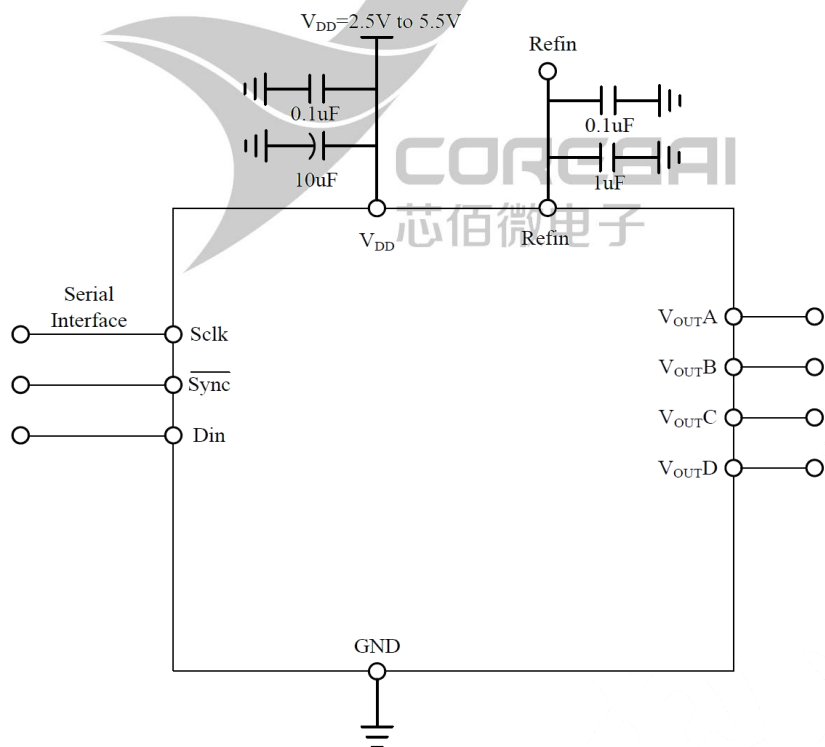 VDD=2.5V to 5.5V
Refin
0.1uF
0.1uF
10uF
1uF
COREBAI
芯佰微电子
VDD
Refin
Serial
Interface
Sclk
Sync
Din
VOUTA
VOUTB
VOUTC
VOUTD
GND